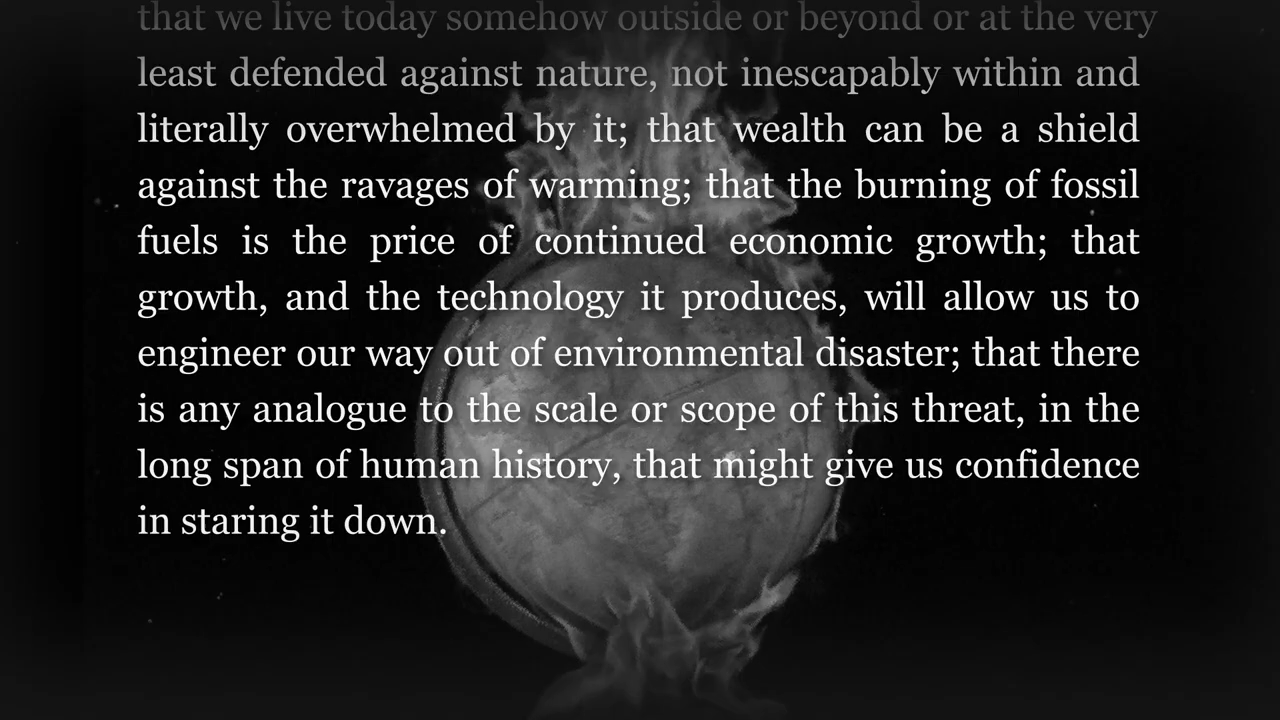 that we live today somehow outside or beyond or at the very
least defended against nature, not inescapably within and
literally overwhelmed by it; that wealth can be a shield
against the ravages of warming; that the burning of fossil
fuels is the price of continued economic growth; that
growth, and the technology it produces, will allow us to
engineer our way out of environmental disaster; that there
is any analogue to the scale or scope of this threat, in the
long span of human history, that might give us confidence
in staring it down.